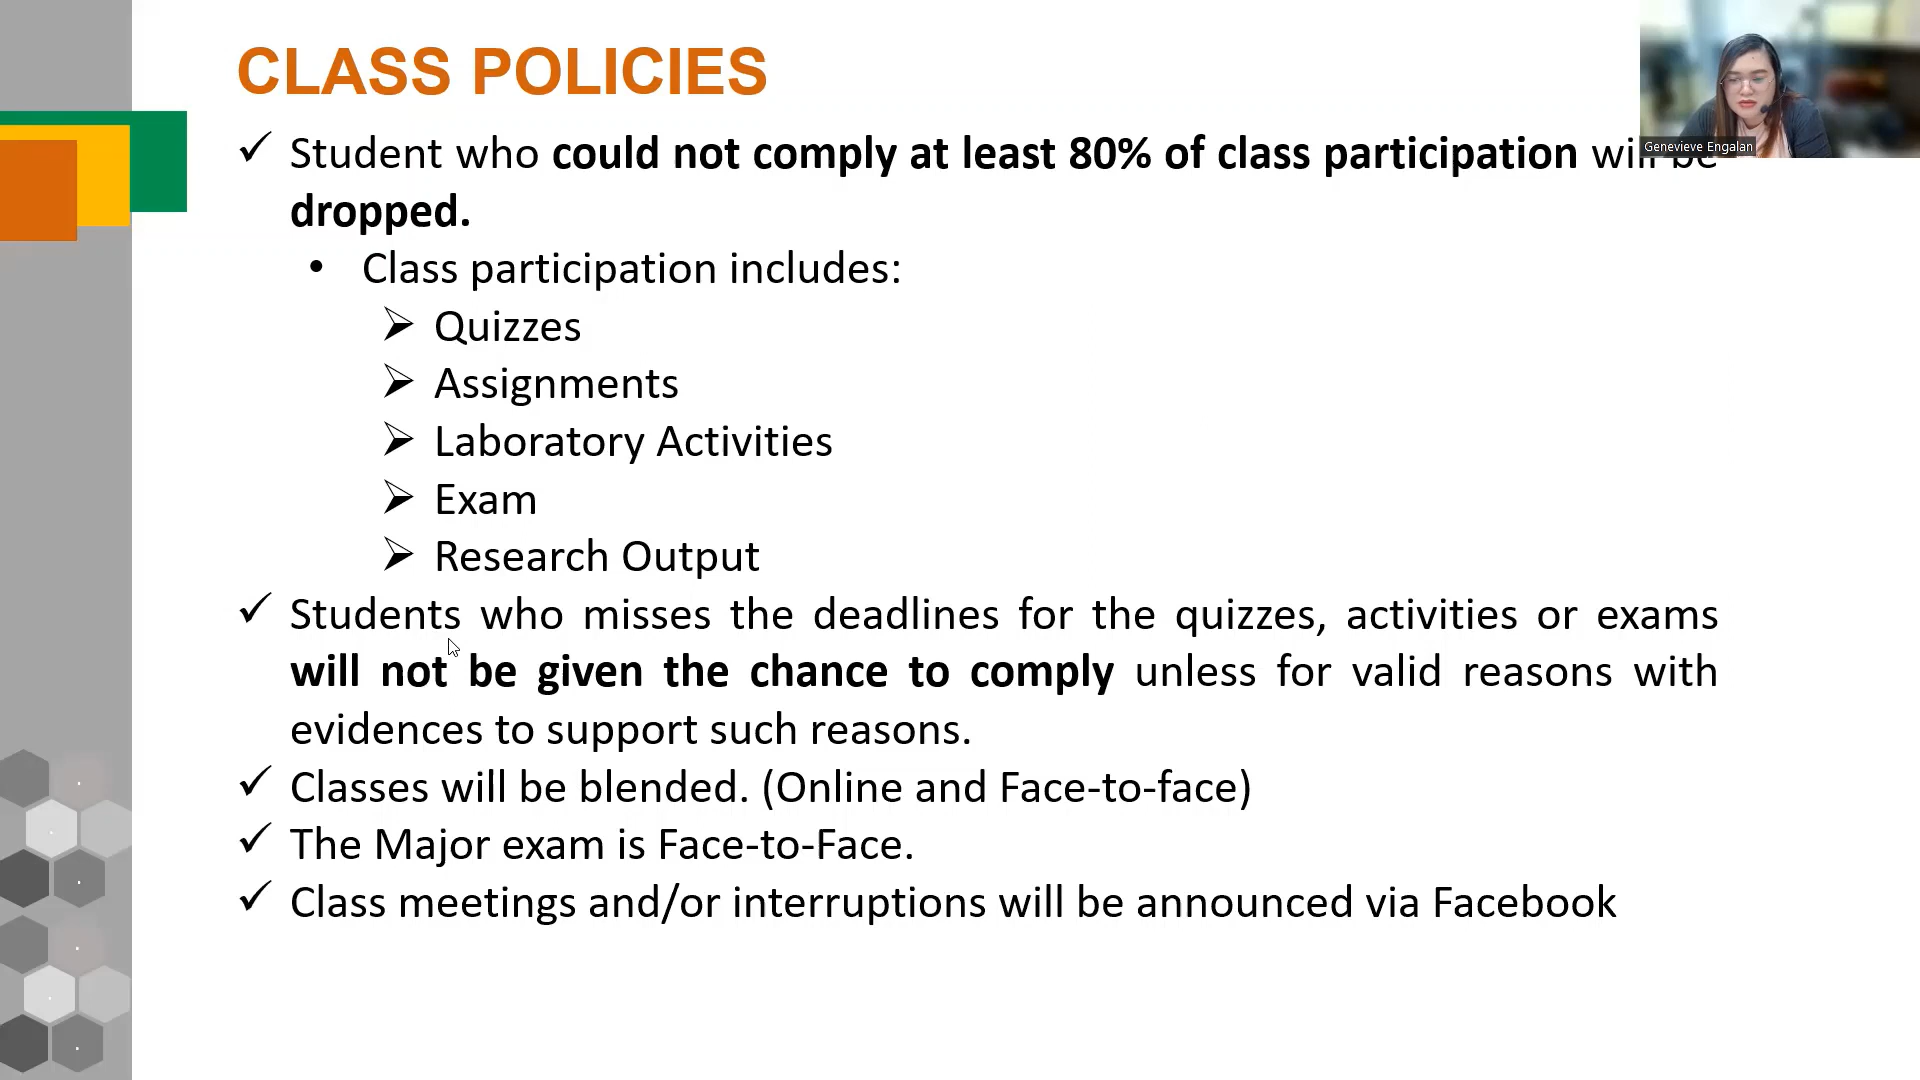 CLASS POLICIES
Student who could not comply at least 80% of class participation will be
dropped.
Class participation includes:
Quizzes
Assignments
Laboratory Activities
Exam
Research Output
Students who misses the deadlines for the quizzes, activities or exams
will not be given the chance to comply unless for valid reasons with
evidences to support such reasons.
Classes will be blended. (Online and Face-to-face)
The Major exam is Face-to-Face.
Class meetings and/or interruptions will be announced via Facebook
Genevieve Engalan